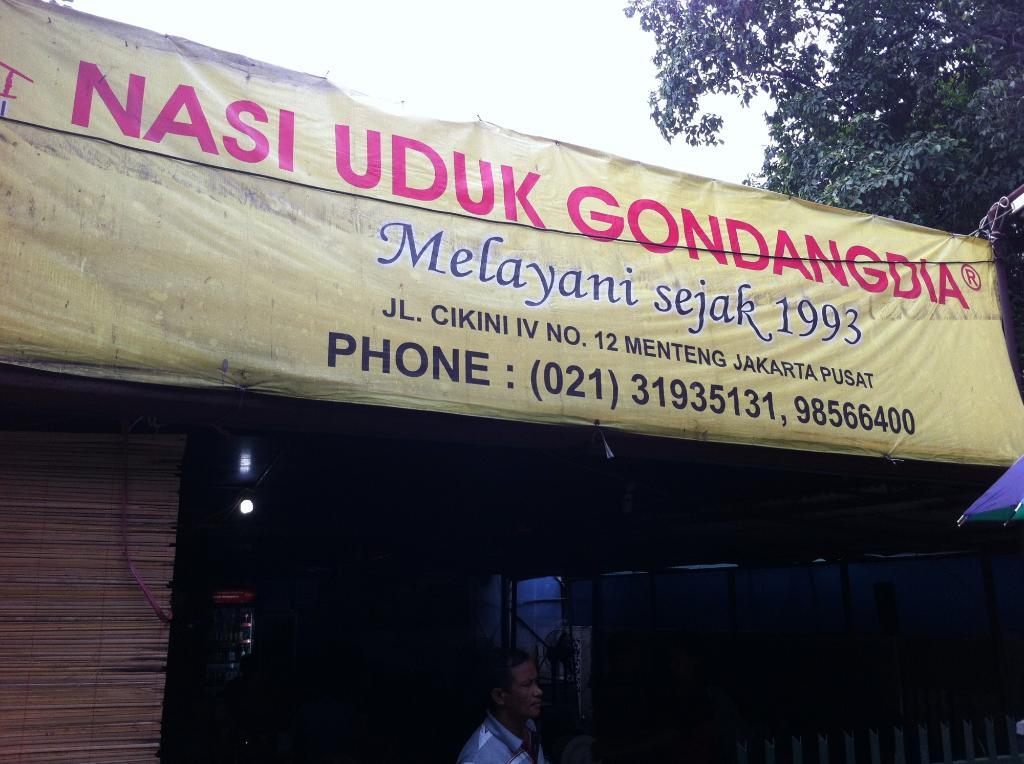 NASI UDUK GONDANGDIA®
Melayani sejak 1993
JL. CIKINI IV NO. 12 MENTENG JAKARTA PUSAT
PHONE : (021) 31935131, 98566400